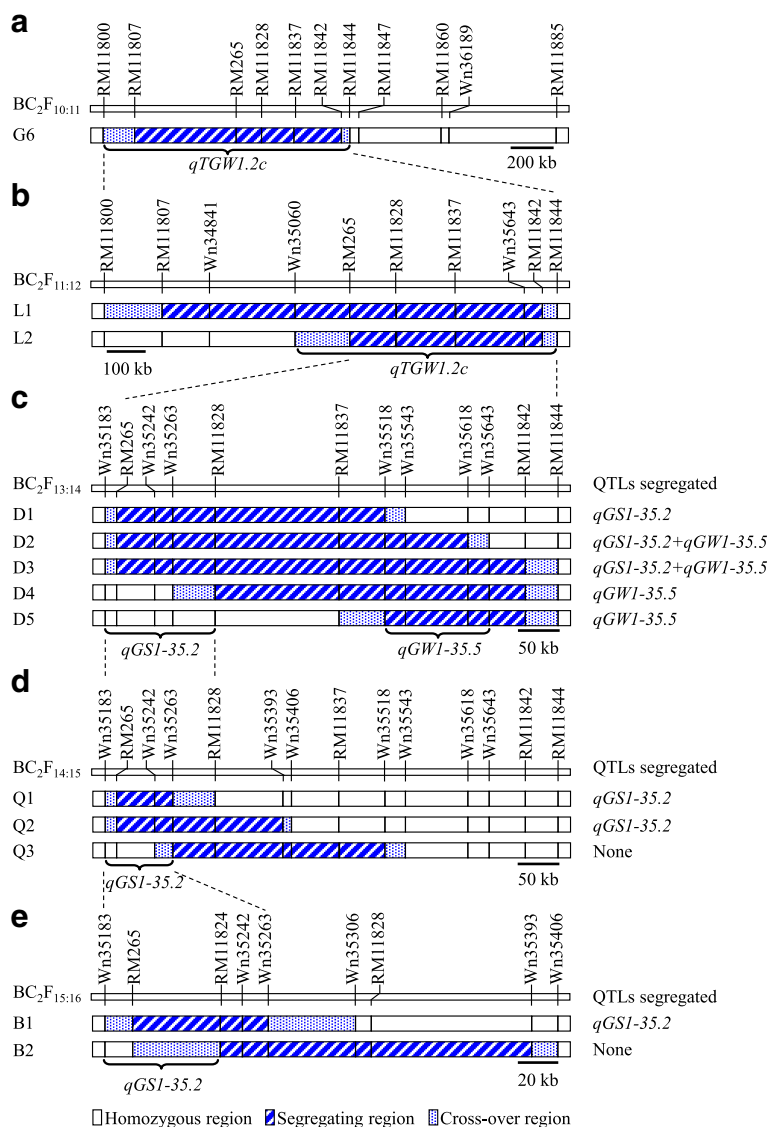 a
RM11800 RM11807 RM265 RM11828 RM11837 RM11842 RM11844 RM11847 RM11860 Wn36189 RM11885
BC2F10:11
G6
qTGW1.2c
200 kb
b
RM11800 RM11807 Wn34841 Wn35060 RM265 RM11828 RM11837 Wn35643 RM11842 RM11844
BC2F11:12
L1
L2
100 kb
qTGW1.2c
c
Wn35183 RM265 Wn35242 Wn35263 RM11828 RM11837 Wn35518 Wn35543 Wn35618 Wn35643 RM11842 RM11844
BC2F13:14 QTLs segregated
D1 qGS1-35.2
D2 qGS1-35.2+qGW1-35.5
D3 qGS1-35.2+qGW1-35.5
D4 qGW1-35.5
D5 qGW1-35.5
qGS1-35.2 qGW1-35.5 50 kb
d
Wn35183 RM265 Wn35242 Wn35263 RM11828 Wn35393 Wn35406 RM11837 Wn35518 Wn35543 Wn35618 Wn35643 RM11842 RM11844
BC2F14:15 QTLs segregated
Q1 qGS1-35.2
Q2 qGS1-35.2
Q3 None
qGS1-35.2 50 kb
e
Wn35183 RM265 RM11824 Wn35242 Wn35263 Wn35306 RM11828 Wn35393 Wn35406
BC2F15:16 QTLs segregated
B1 qGS1-35.2
B2 None
qGS1-35.2 20 kb
Homozygous region Segregating region Cross-over region